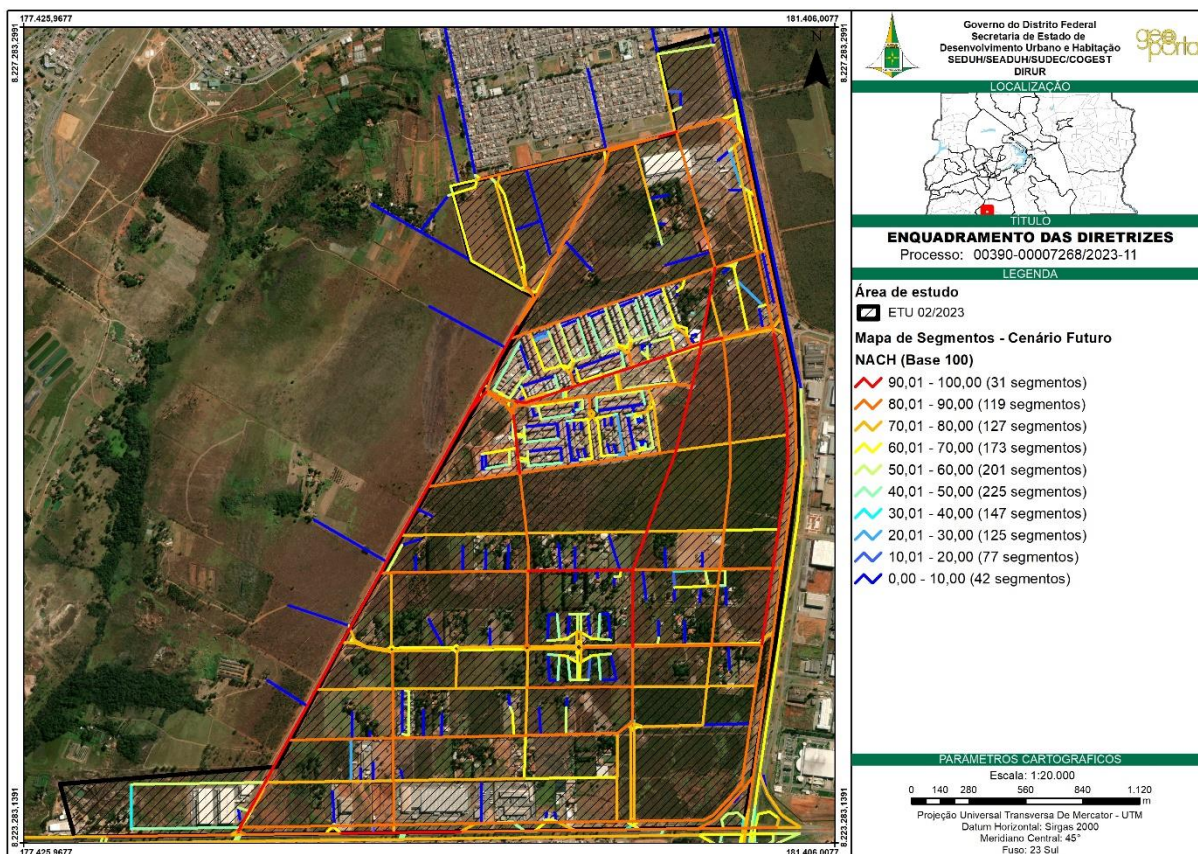 177.425,9677
181.406,0077
8.227.283,2991
8.227.283,2991
N
8.223.283,1391
8.223.283,1391
177.425,9677
181.406,0077
Governo do Distrito Federal
Secretaria de Estado de
Desenvolvimento Urbano e Habitação
SEDUH/SEADUH/SUDEC/COGEST
DIRUR
geo
portal
LOCALIZAÇÃO
TÍTULO
ENQUADRAMENTO DAS DIRETRIZES
Processo: 00390-00007268/2023-11
LEGENDA
Área de estudo
ETU 02/2023
Mapa de Segmentos - Cenário Futuro
NACH (Base 100)
90,01 - 100,00 (31 segmentos)
80,01 - 90,00 (119 segmentos)
70,01 - 80,00 (127 segmentos)
60,01 - 70,00 (173 segmentos)
50,01 - 60,00 (201 segmentos)
40,01 - 50,00 (225 segmentos)
30,01 - 40,00 (147 segmentos)
20,01 - 30,00 (125 segmentos)
10,01 - 20,00 (77 segmentos)
0,00 - 10,00 (42 segmentos)
PARAMETROS CARTOGRAFICOS
Escala: 1:20.000
0 140 280 560 840 1.120
m
Projeção Universal Transversa De Mercator - UTM
Datum Horizontal: Sirgas 2000
Meridiano Central: 45°
Fuso: 23 Sul